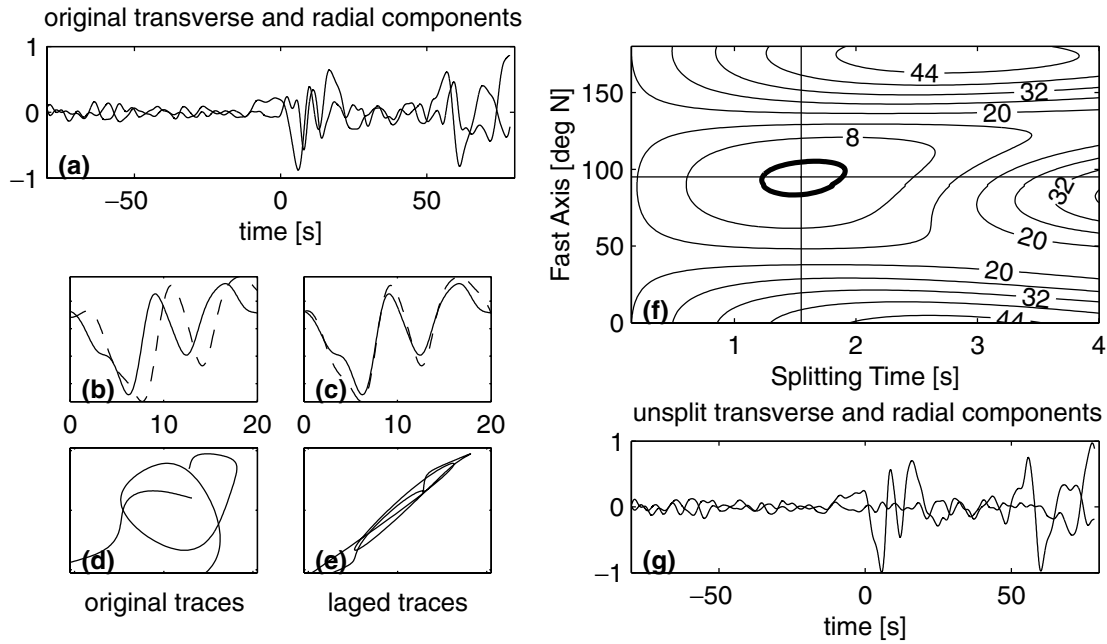 original transverse and radial components
1
0
−1
(a)
−50 0 50
time [s]
(b)
0 10 20
(c)
0 10 20
(d)
original traces
(e)
laged traces
Fast Axis [deg N]
150
100
50
0
44
32
20
8
32
20
20
32
44
(f)
1 2 3 4
Splitting Time [s]
unsplit transverse and radial components
1
0
−1
(g)
−50 0 50
time [s]